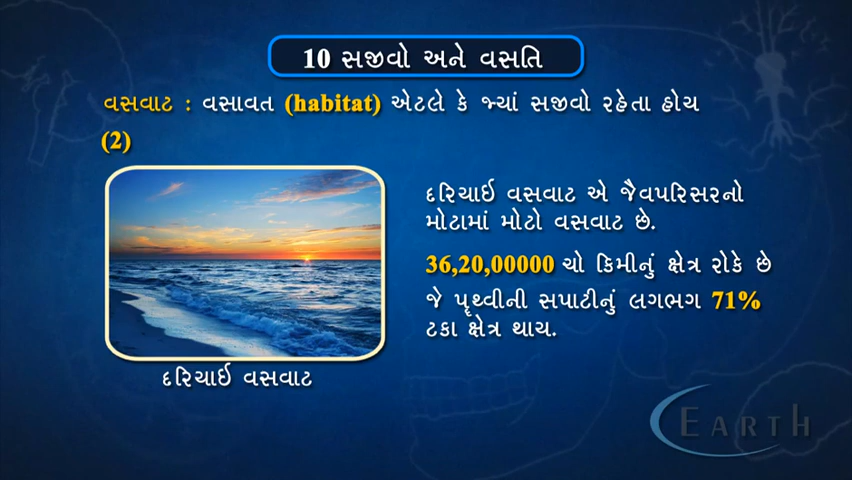 10 સજીવો અને વસતિ
વસવાટ : વસાવત (habitat) એટલે કે જ્યાં સજીવો રહેતા હોય
(2)
દરિયાઈ વસવાટ એ જૈવપરિસરનો
મોટામાં મોટો વસવાટ છે.
36,20,00000 ચો કિમીનું ક્ષેત્ર રોકે છે
જે પૃથ્વીની સપાટીનું લગભગ 71%
ટકા ક્ષેત્ર થાય.
દરિયાઈ વસવાટ
EARTH